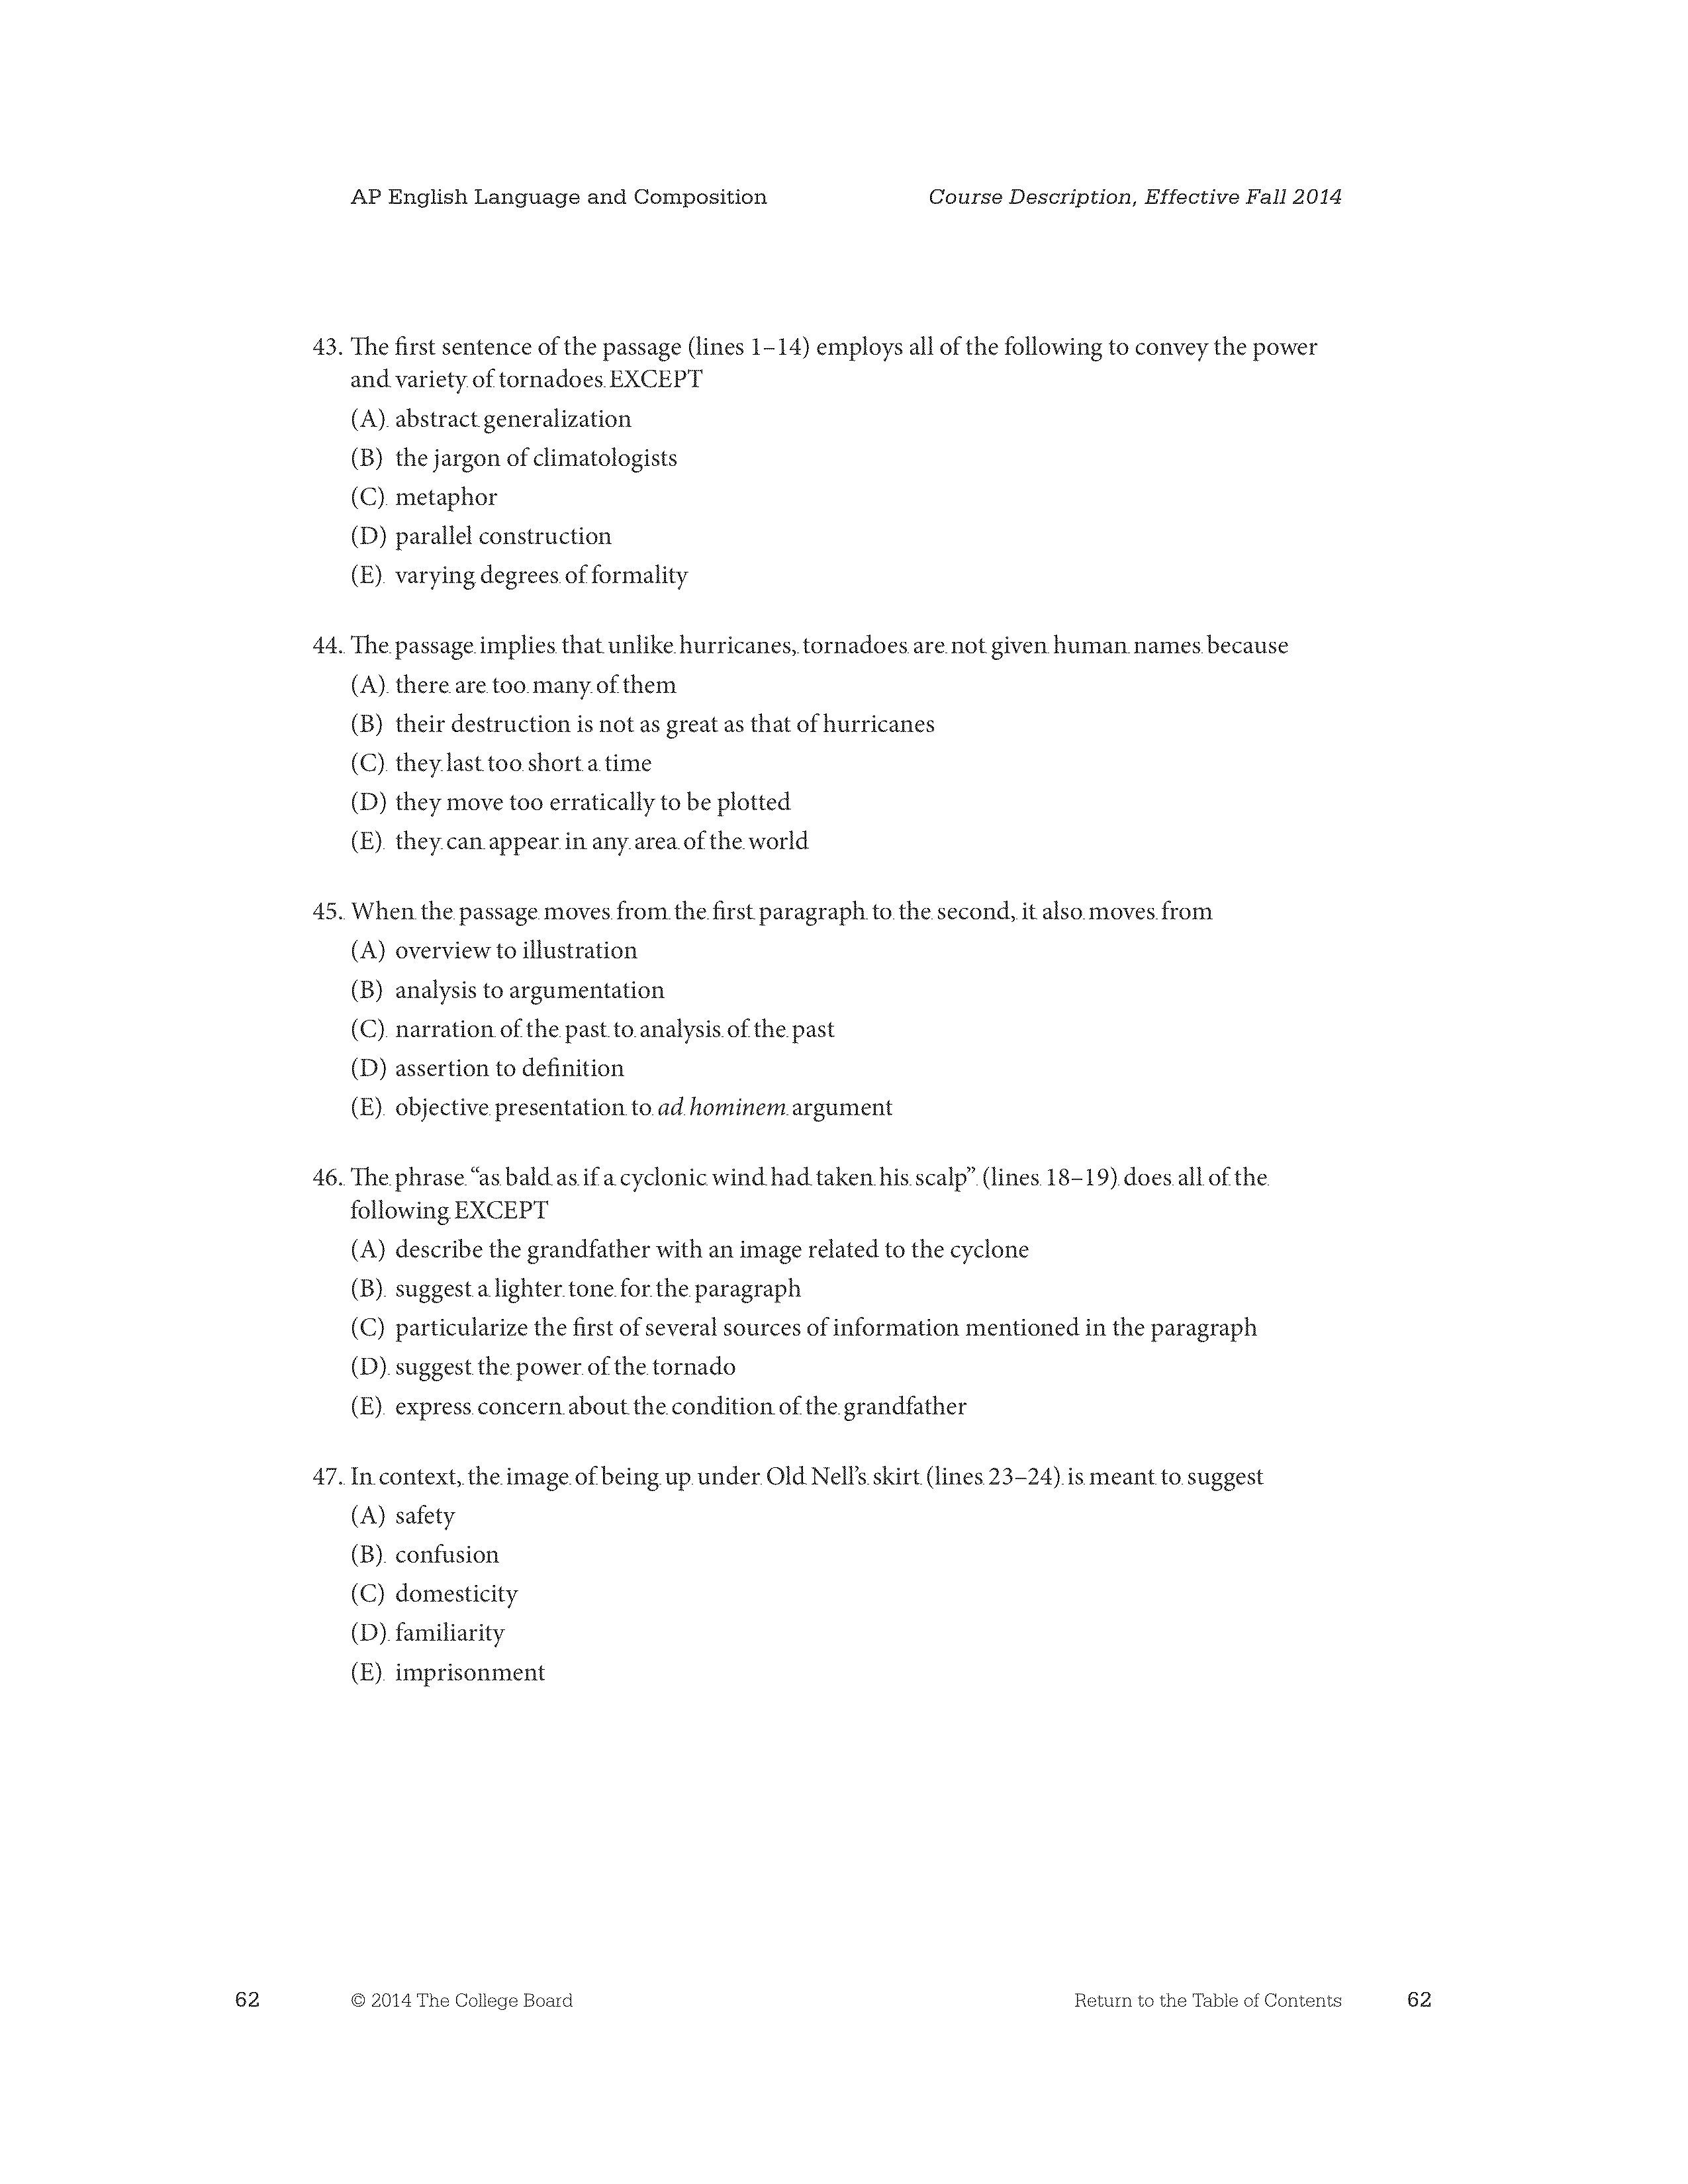 AP English Language and Composition Course Description, Effective Fall 2014
43. The first sentence of the passage (lines 1–14) employs all of the following to convey the power
and variety of tornadoes EXCEPT
(A) abstract generalization
(B) the jargon of climatologists
(C) metaphor
(D) parallel construction
(E) varying degrees of formality
44. The passage implies that unlike hurricanes, tornadoes are not given human names because
(A) there are too many of them
(B) their destruction is not as great as that of hurricanes
(C) they last too short a time
(D) they move too erratically to be plotted
(E) they can appear in any area of the world
45. When the passage moves from the first paragraph to the second, it also moves from
(A) overview to illustration
(B) analysis to argumentation
(C) narration of the past to analysis of the past
(D) assertion to definition
(E) objective presentation to ad hominem argument
46. The phrase “as bald as if a cyclonic wind had taken his scalp” (lines 18–19) does all of the
following EXCEPT
(A) describe the grandfather with an image related to the cyclone
(B) suggest a lighter tone for the paragraph
(C) particularize the first of several sources of information mentioned in the paragraph
(D) suggest the power of the tornado
(E) express concern about the condition of the grandfather
47. In context, the image of being up under Old Nell’s skirt (lines 23–24) is meant to suggest
(A) safety
(B) confusion
(C) domesticity
(D) familiarity
(E) imprisonment
62 © 2014 The College Board Return to the Table of Contents 62